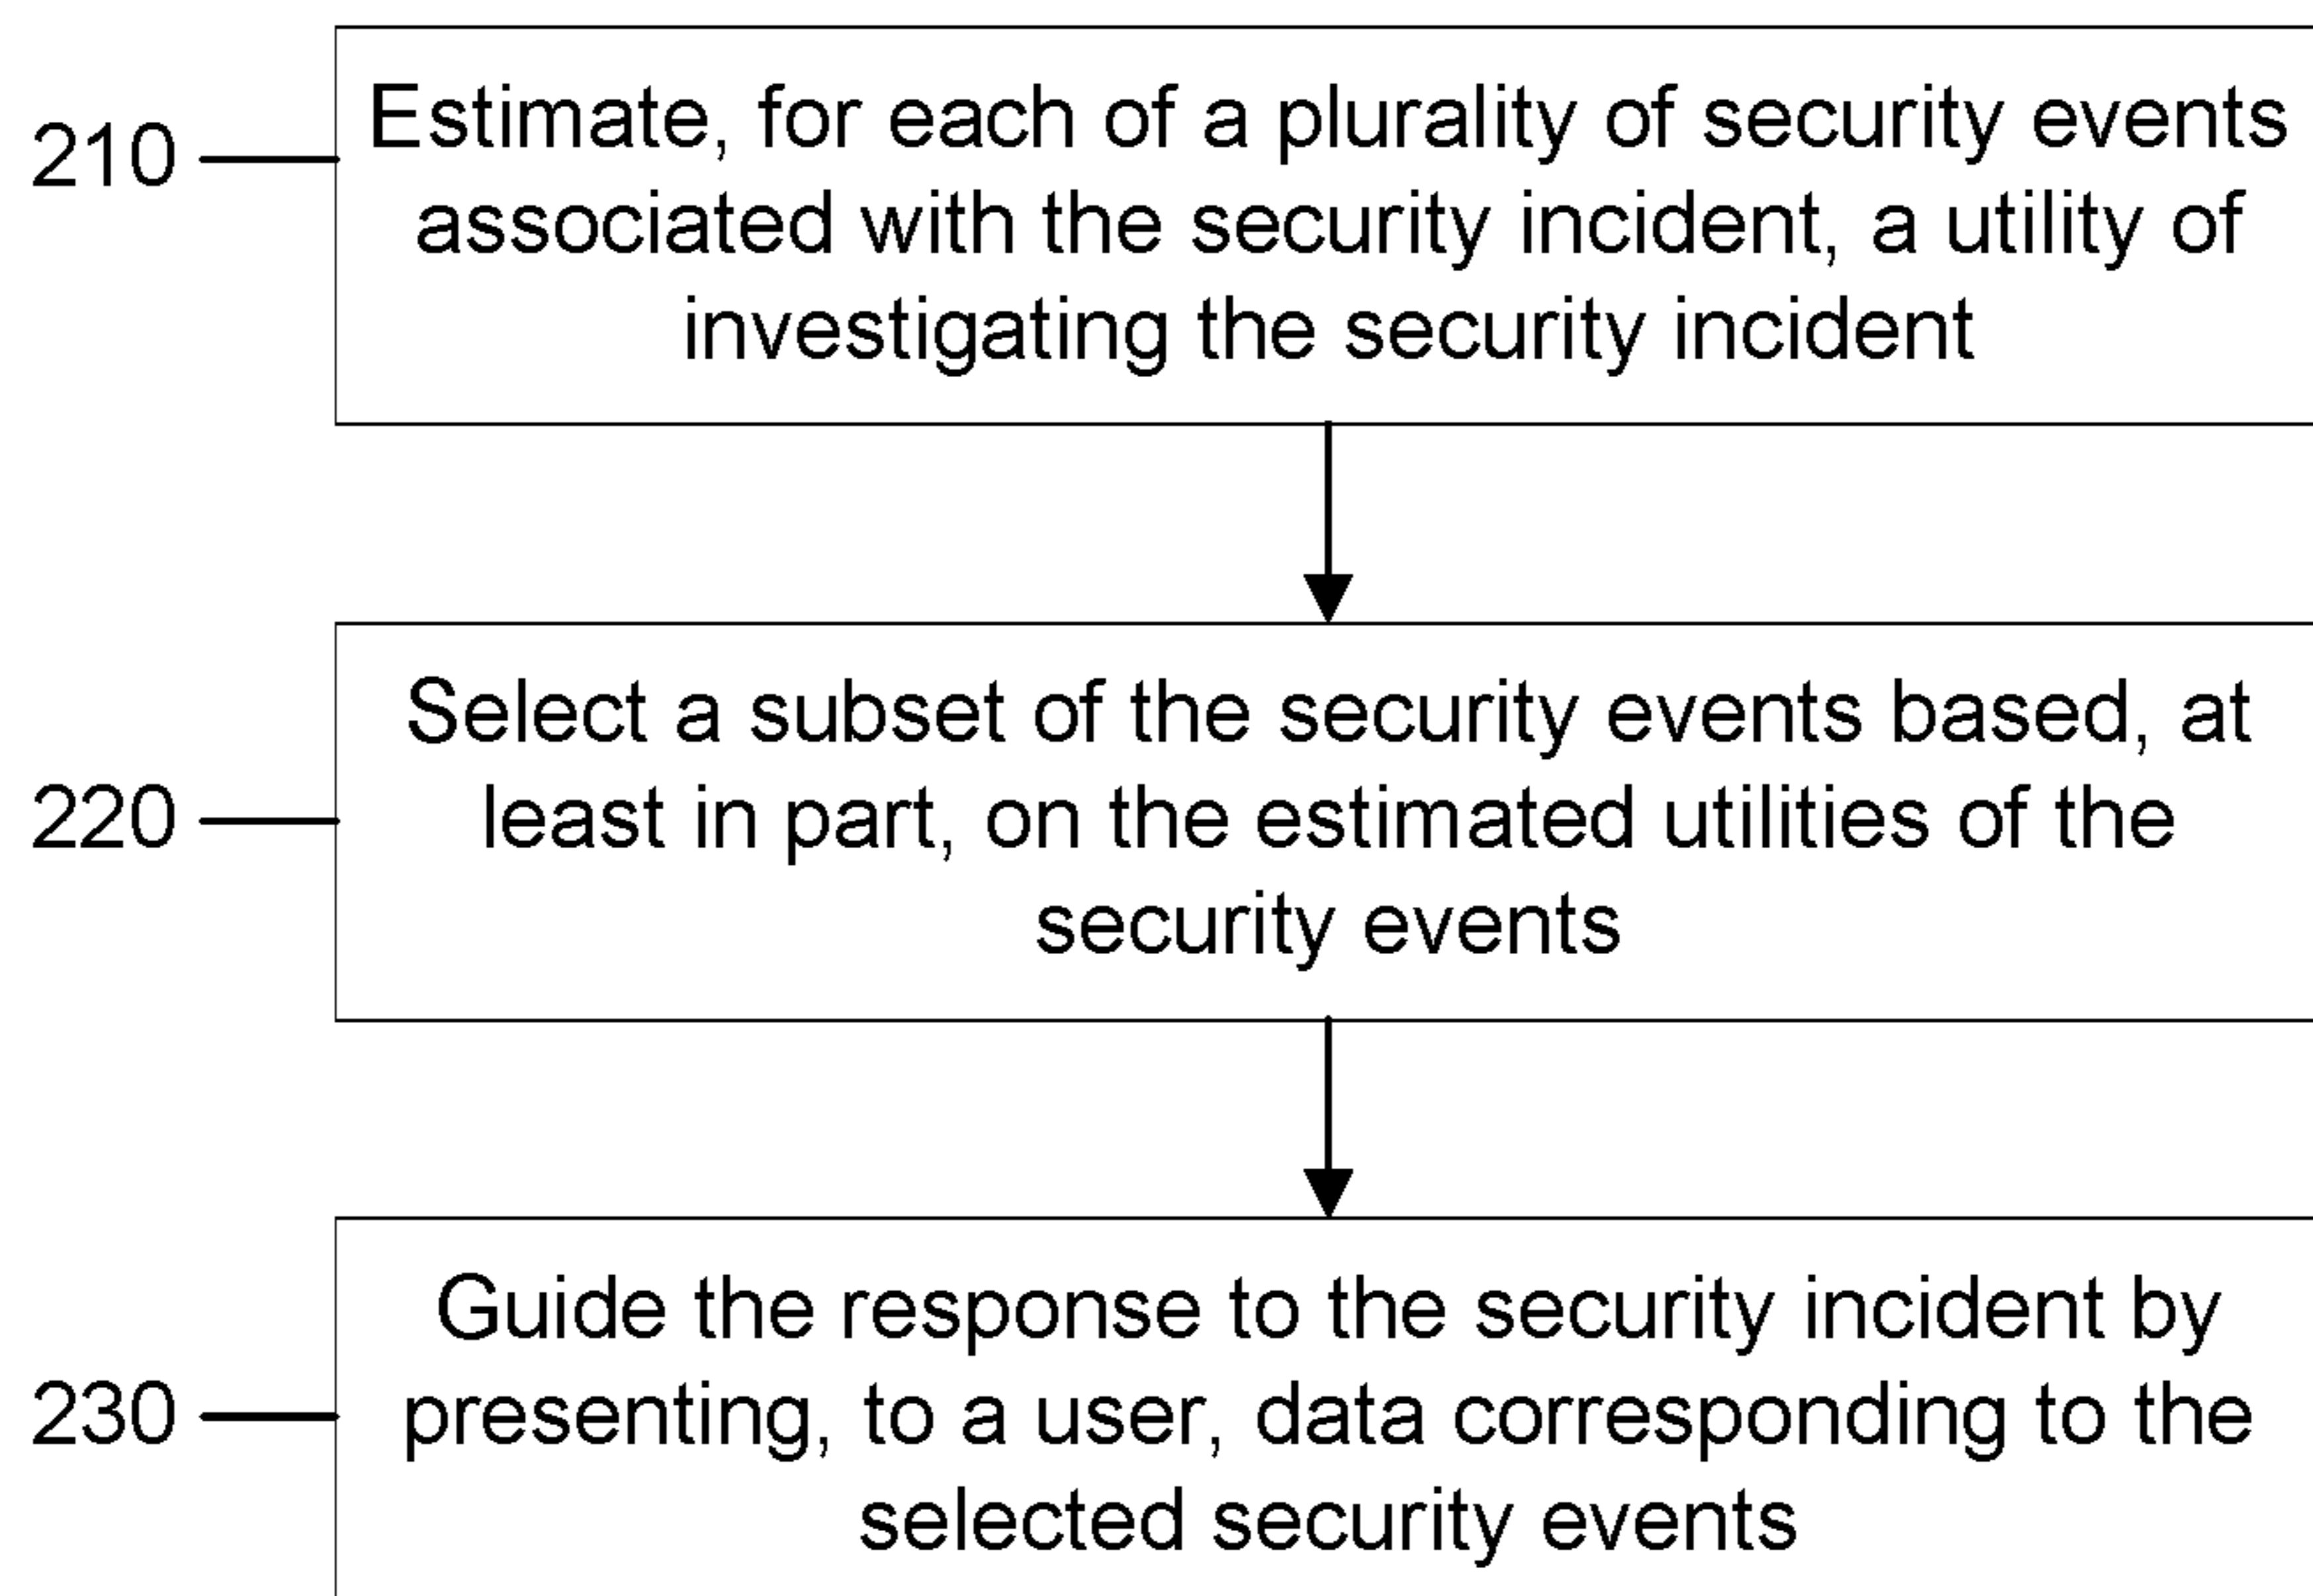 210
Estimate, for each of a plurality of security events
associated with the security incident, a utility of
investigating the security incident
220
Select a subset of the security events based, at
least in part, on the estimated utilities of the
security events
230
Guide the response to the security incident by
presenting, to a user, data corresponding to the
selected security events